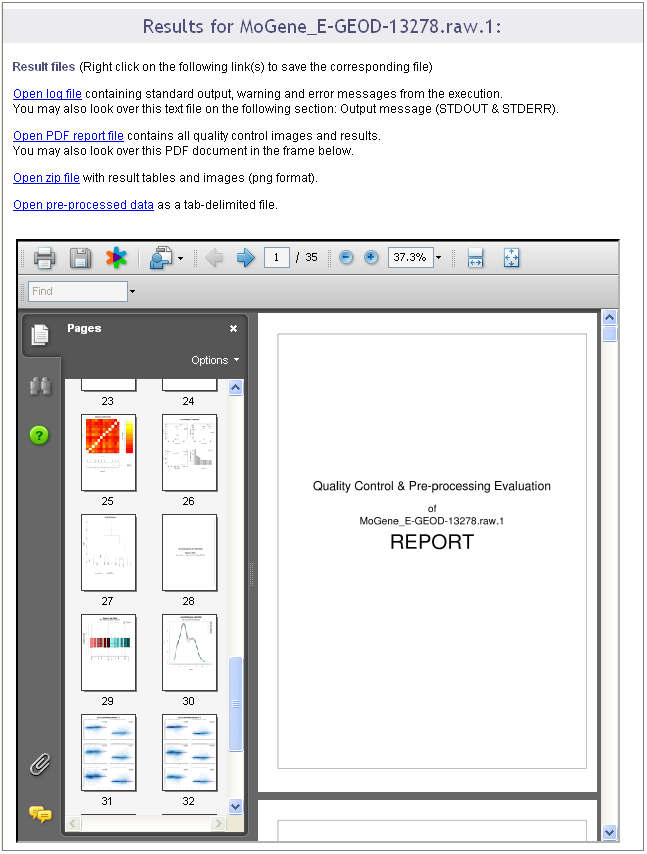 Results for MoGene_E-GEOD-13278.raw.1:
Result files (Right click on the following link(s) to save the corresponding file)
Open log file containing standard output, warning and error messages from the execution.
You may also look over this text file on the following section: Output message (STDOUT & STDERR).
Open PDF report file contains all quality control images and results.
You may also look over this PDF document in the frame below.
Open zip file with result tables and images (png format).
Open pre-processed data as a tab-delimited file.
1 / 35 37.3%
Find
Pages
Options
23 24
25 26
27 28
29 30
31 32
?
Quality Control & Pre-processing Evaluation
of
MoGene_E-GEOD-13278.raw.1
REPORT